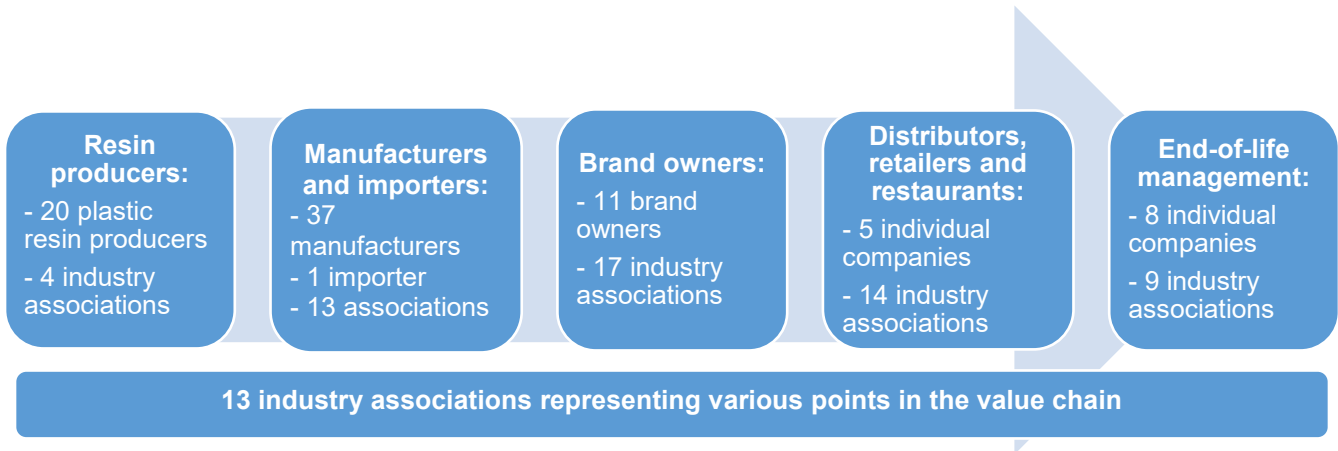 Resin
producers:
- 20 plastic
resin producers
- 4 industry
associations
Manufacturers
and importers:
- 37
manufacturers
- 1 importer
- 13 associations
Brand owners:
- 11 brand
owners
- 17 industry
associations
Distributors,
retailers and
restaurants:
- 5 individual
companies
- 14 industry
associations
End-of-life
management:
- 8 individual
companies
- 9 industry
associations
13 industry associations representing various points in the value chain